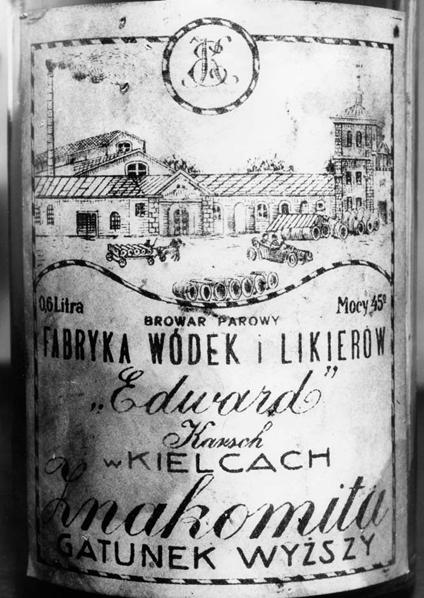 0,6 Litra
Mocy 45°
BROWAR PAROWY
FABRYKA WÓDEK i LIKIERÓW
„Edward”
Karsch
w KIELCACH
Znakomita
GATUNEK WYŻSZY